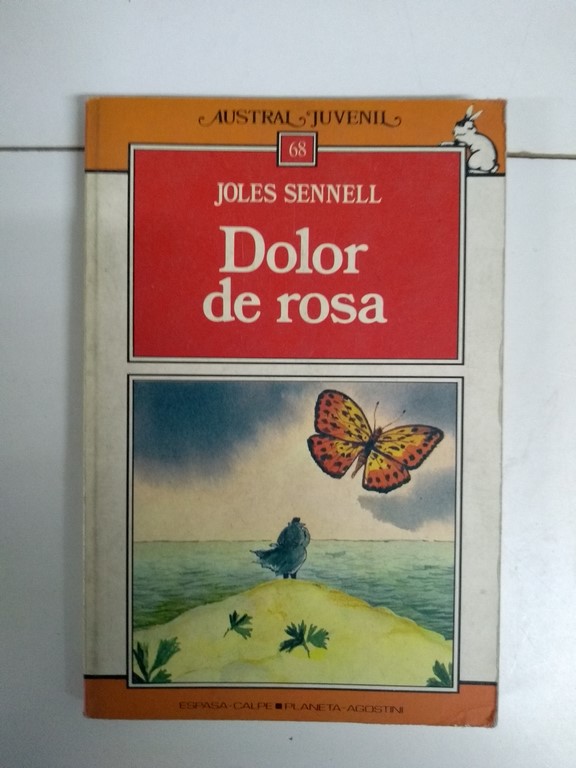 AUSTRAL JUVENIL
68
JOLES SENNELL
Dolor
de rosa
ESPASA-CALPE ■ PLANETA-AGOSTINI